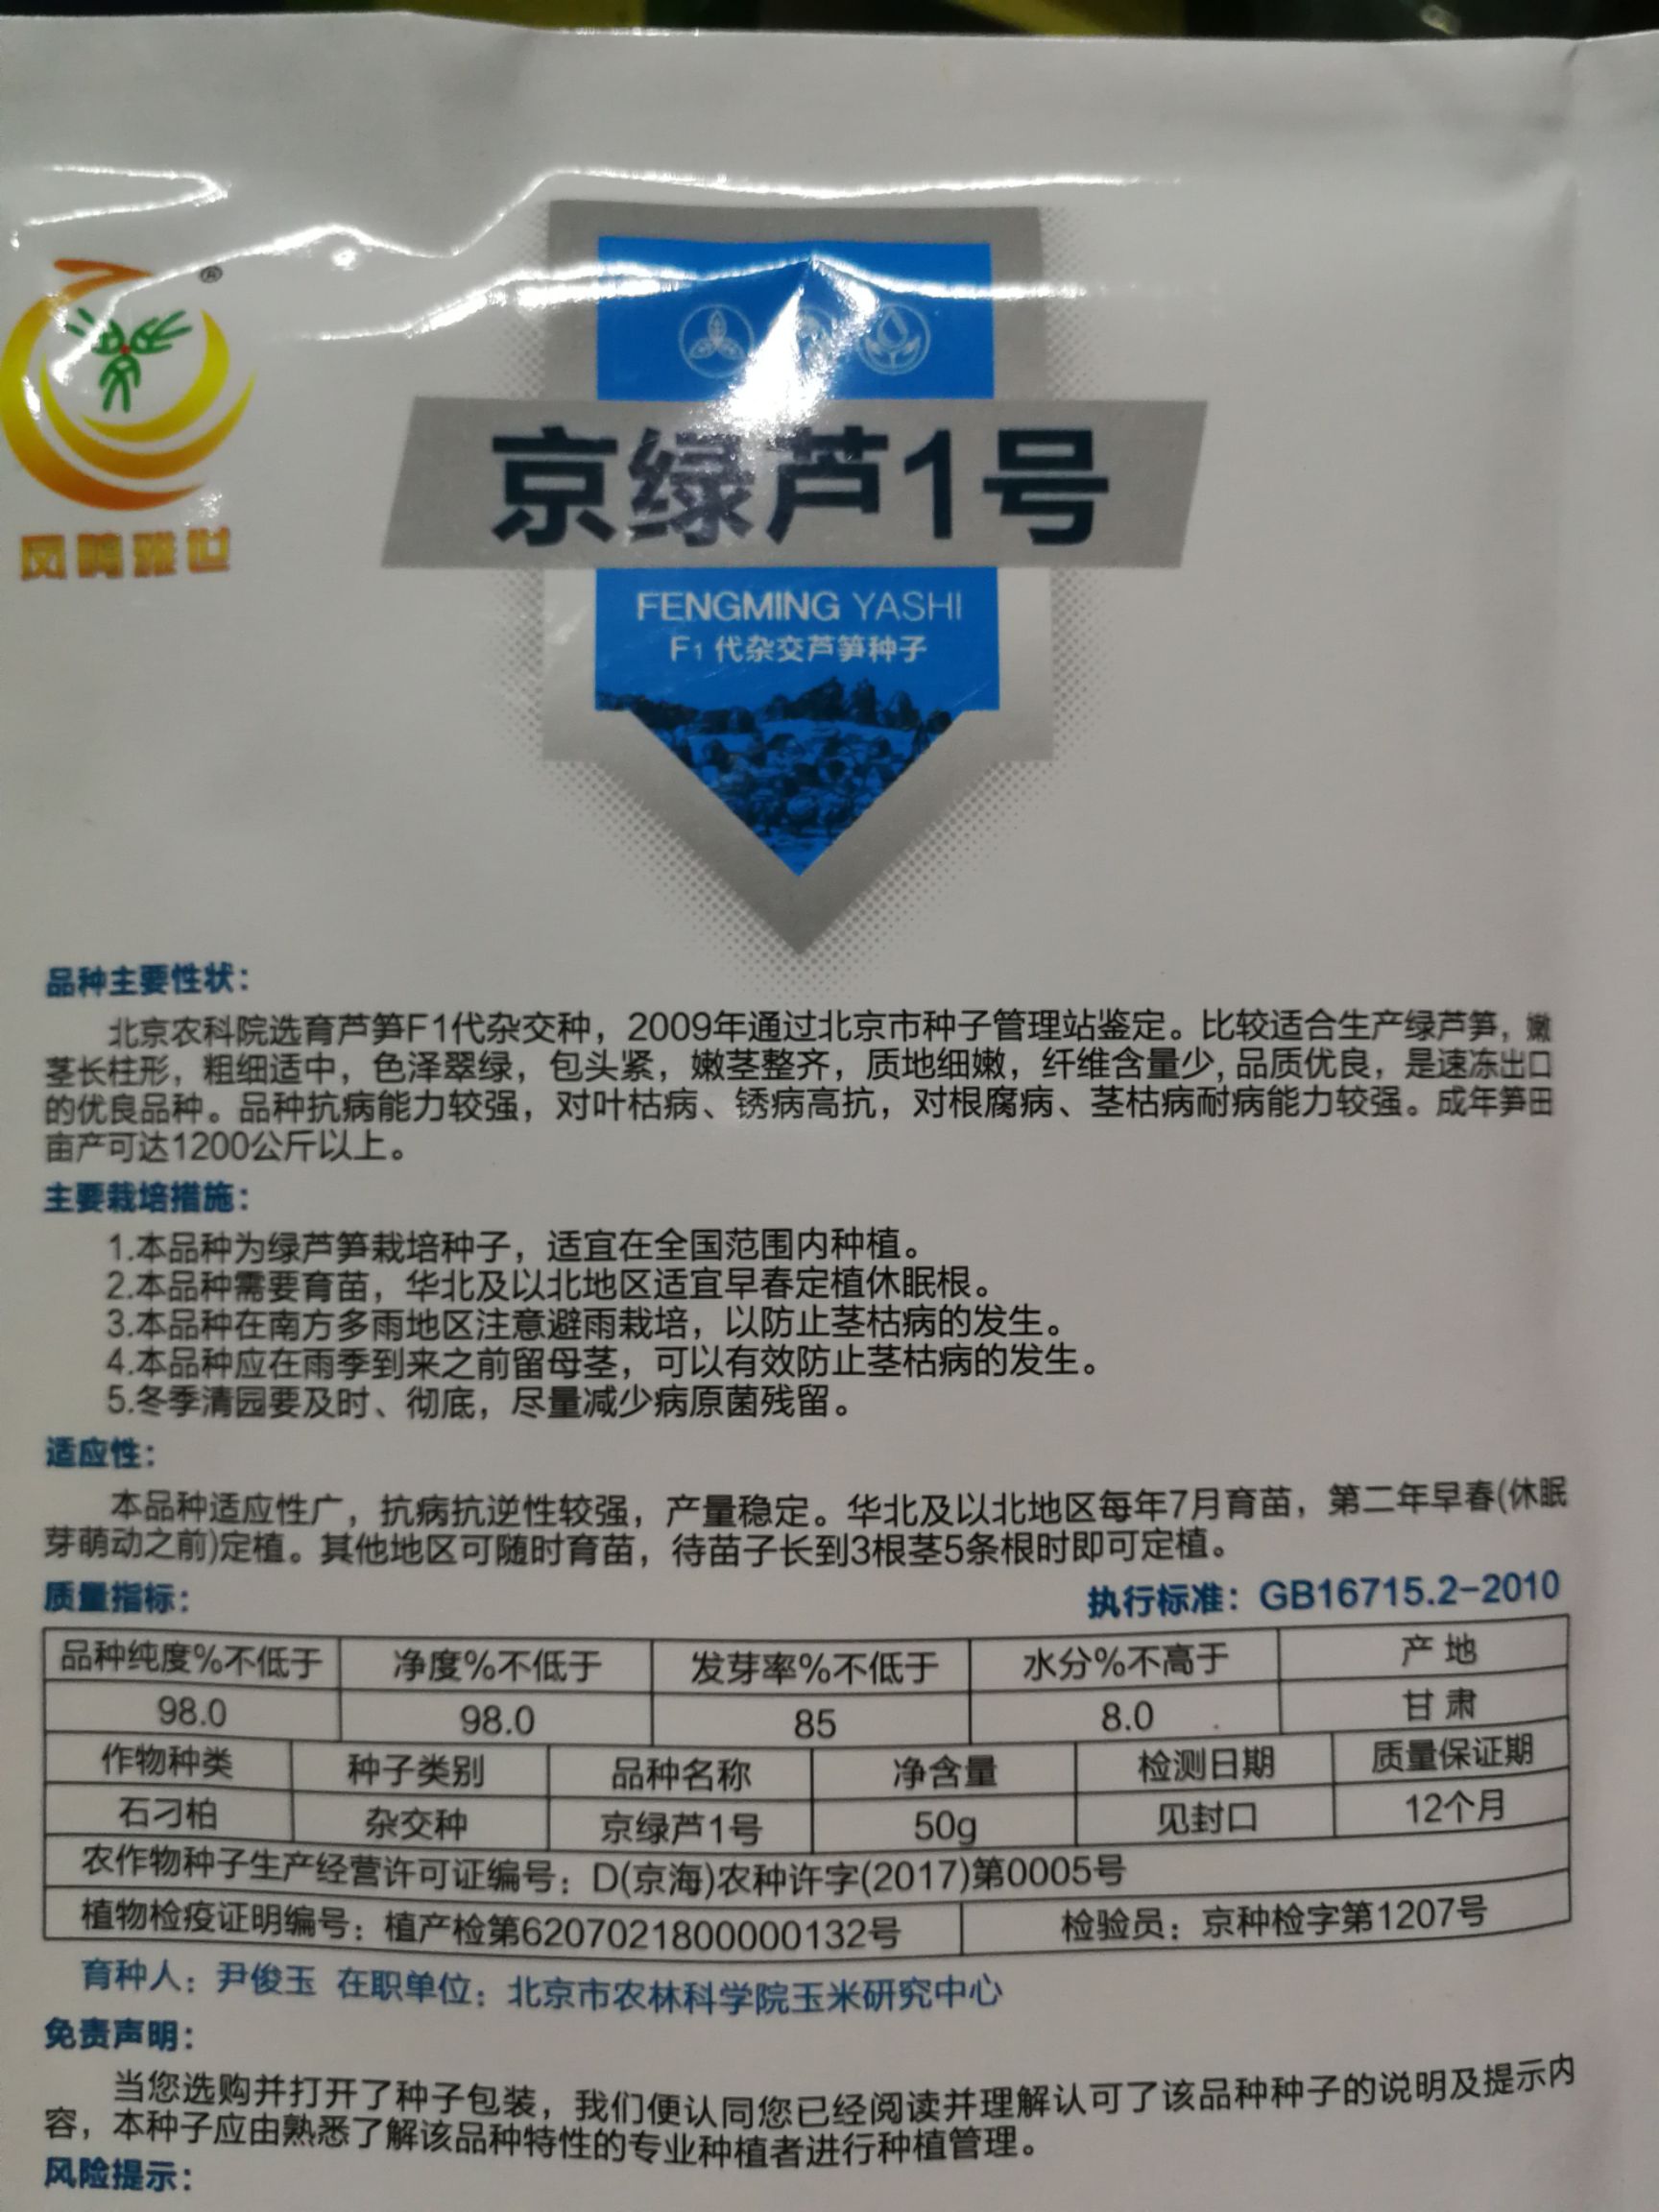 ®
凤鸣雅世
京绿芦1号
FENGMING YASHI
F1代杂交芦笋种子
品种主要性状：
北京农科院选育芦笋F1代杂交种，2009年通过北京市种子管理站鉴定。比较适合生产绿芦笋，嫩
茎长柱形，粗细适中，色泽翠绿，包头紧，嫩茎整齐，质地细嫩，纤维含量少,品质优良，是速冻出口
的优良品种。品种抗病能力较强，对叶枯病、锈病高抗，对根腐病、茎枯病耐病能力较强。成年笋田
亩产可达1200公斤以上。
主要栽培措施：
1.本品种为绿芦笋栽培种子，适宜在全国范围内种植。
2.本品种需要育苗，华北及以北地区适宜早春定植休眠根。
3.本品种在南方多雨地区注意避雨栽培，以防止茎枯病的发生。
4.本品种应在雨季到来之前留母茎，可以有效防止茎枯病的发生。
5.冬季清园要及时、彻底，尽量减少病原菌残留。
适应性：
本品种适应性广，抗病抗逆性较强，产量稳定。华北及以北地区每年7月育苗，第二年早春(休眠
芽萌动之前)定植。其他地区可随时育苗，待苗子长到3根茎5条根时即可定植。
质量指标： 执行标准：GB16715.2-2010
品种纯度%不低于 净度%不低于 发芽率%不低于 水分%不高于 产地
98.0 98.0 85 8.0 甘肃
作物种类 种子类别 品种名称 净含量 检测日期 质量保证期
石刁柏 杂交种 京绿芦1号 50g 见封口 12个月
农作物种子生产经营许可证编号：D(京海)农种许字(2017)第0005号
植物检疫证明编号：植产检第6207021800000132号 检验员：京种检字第1207号
育种人：尹俊玉 在职单位：北京市农林科学院玉米研究中心
免责声明：
当您选购并打开了种子包装，我们便认同您已经阅读并理解认可了该品种种子的说明及提示内
容，本种子应由熟悉了解该品种特性的专业种植者进行种植管理。
风险提示：